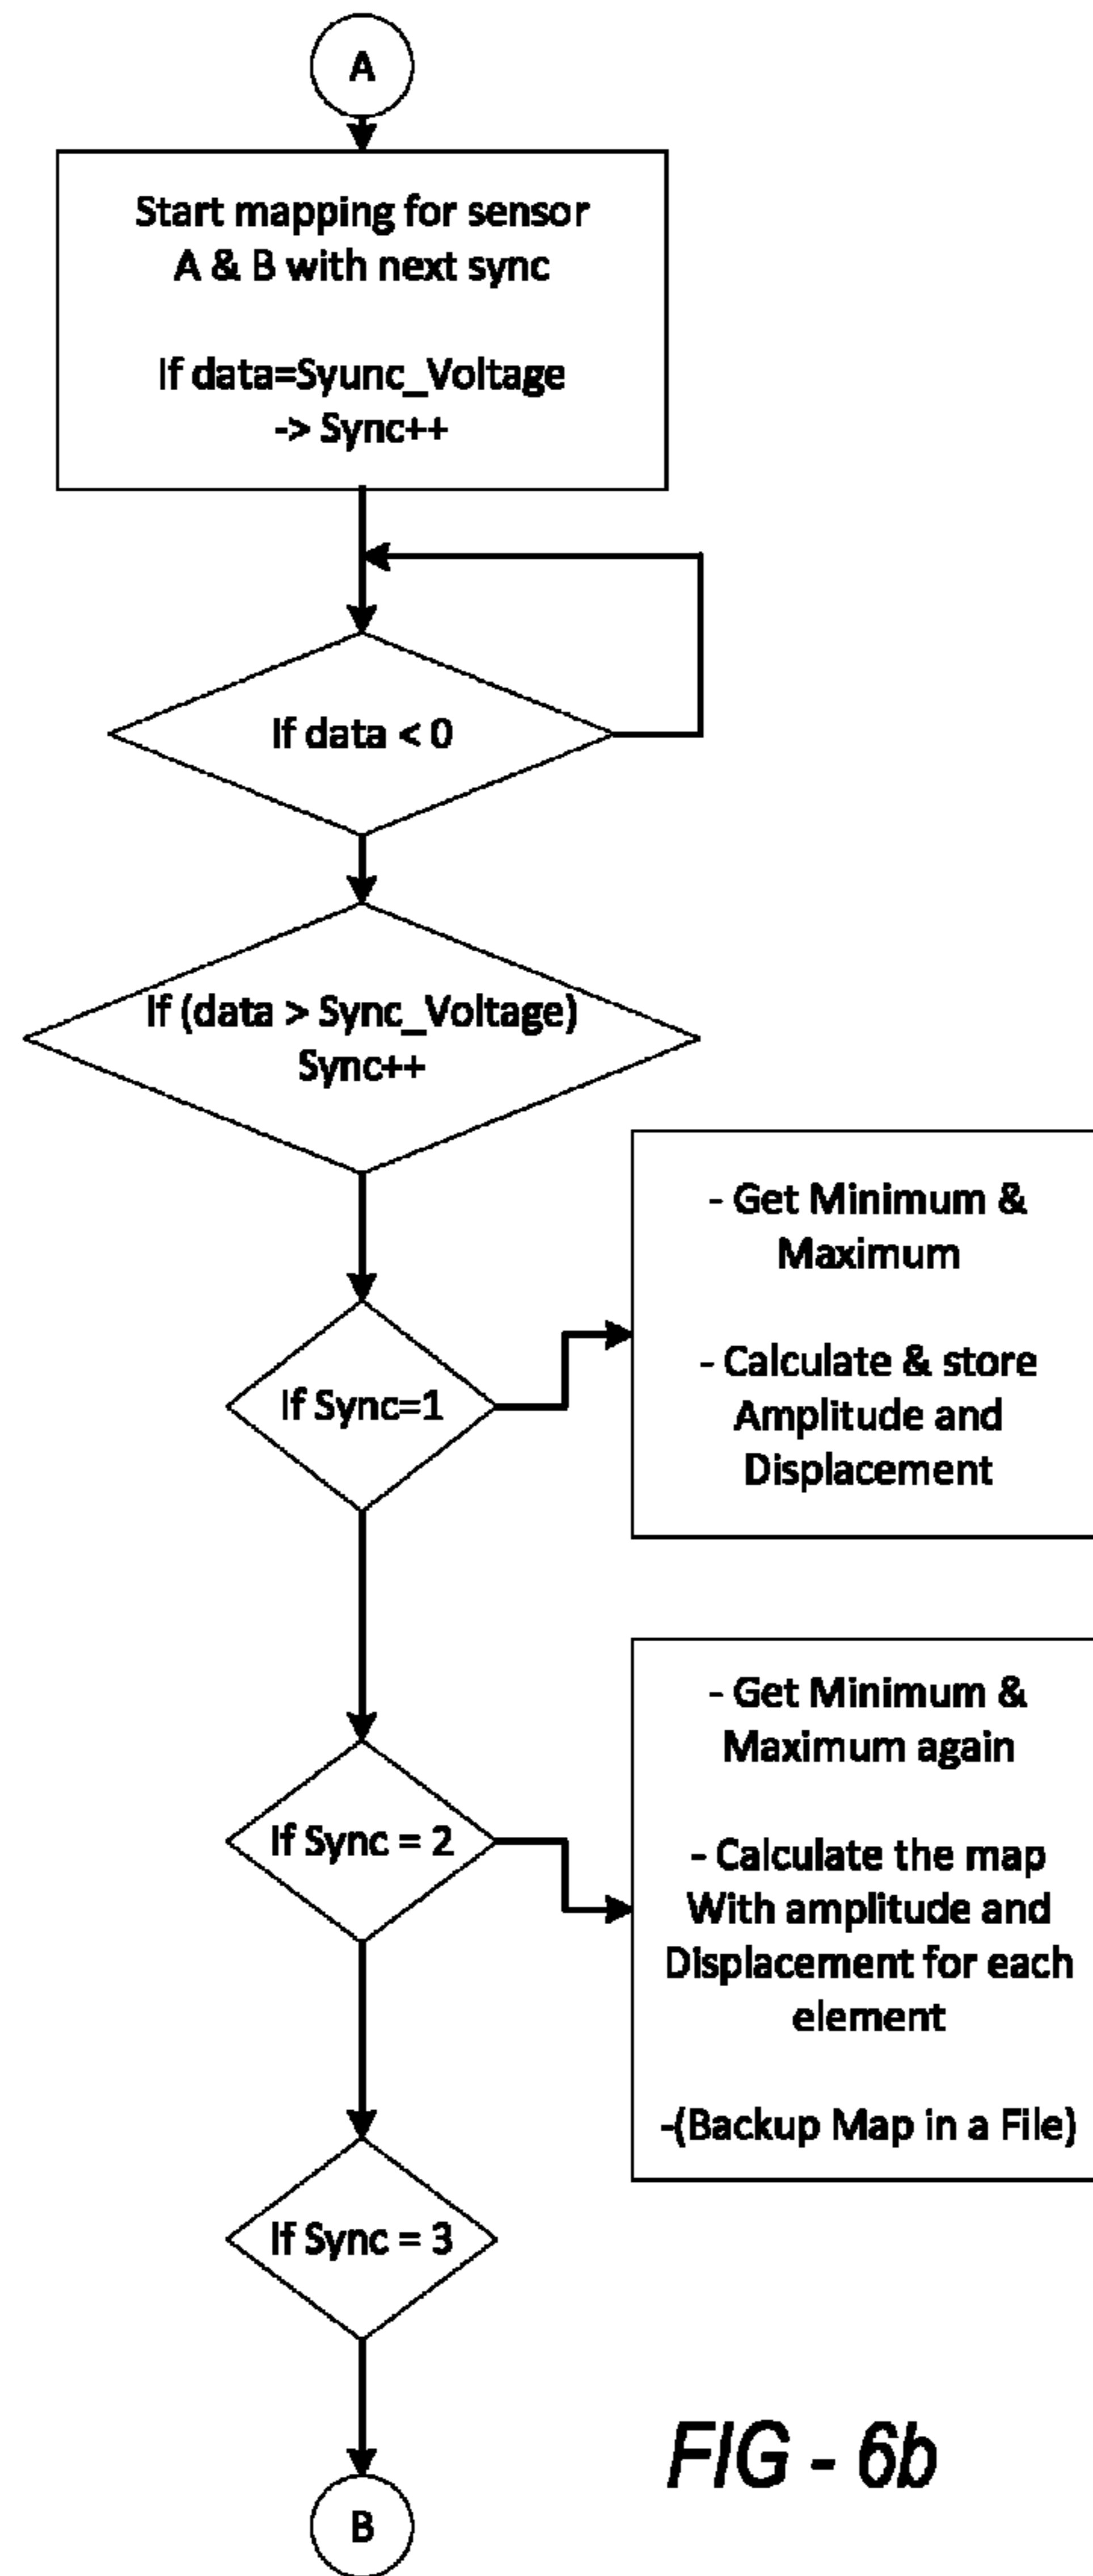 A
Start mapping for sensor
A & B with next sync
If data=Syunc_Voltage
-> Sync++
If data < 0
If (data > Sync_Voltage)
Sync++
- Get Minimum &
Maximum
- Calculate & store
Amplitude and
Displacement
If Sync=1
- Get Minimum &
Maximum again
- Calculate the map
With amplitude and
Displacement for each
element
-(Backup Map in a File)
If Sync = 2
If Sync = 3
B
FIG - 6b